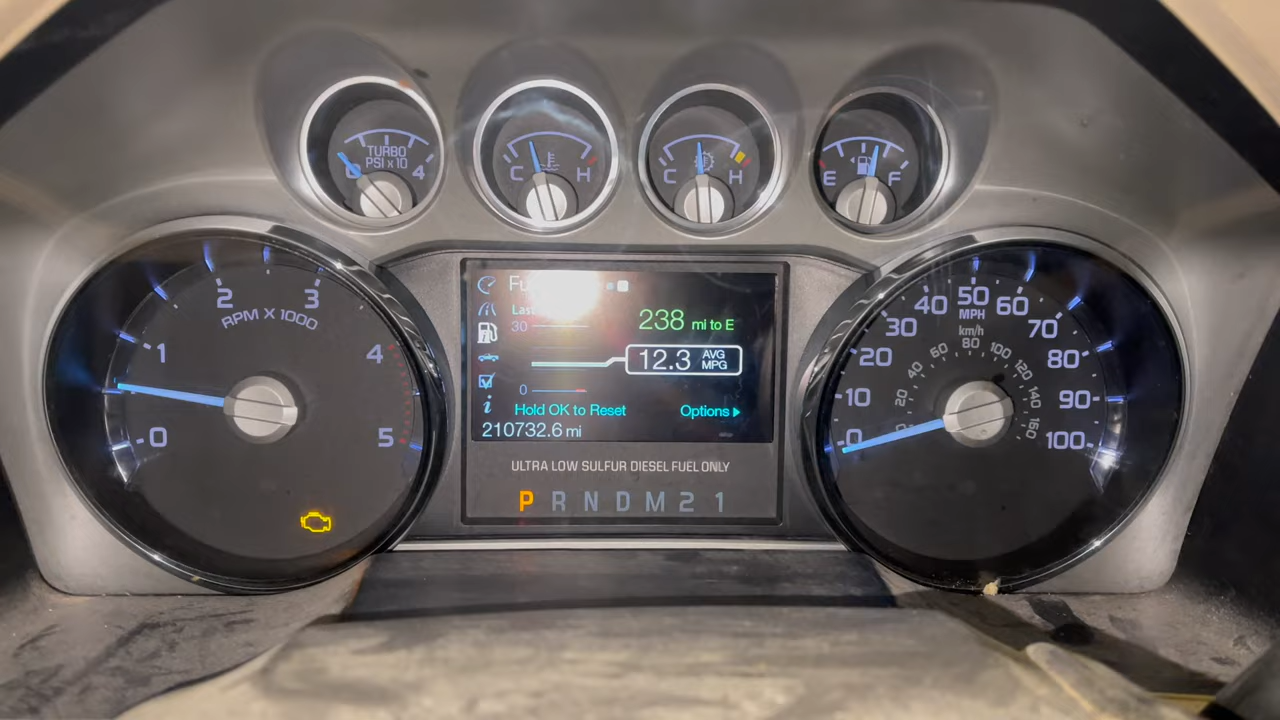 TURBO
PSI x 10
0 4
C H
C H
E F
0 1 2 3 4 5
RPM X 1000
238 mi to E
30
12.3 AVG MPG
0
Hold OK to Reset Options
210732.6 mi
ULTRA LOW SULFUR DIESEL FUEL ONLY
P R N D M 2 1
0 10 20 30 40 50 60 70 80 90 100
MPH
km/h
20 40 60 80 100 120 140 160